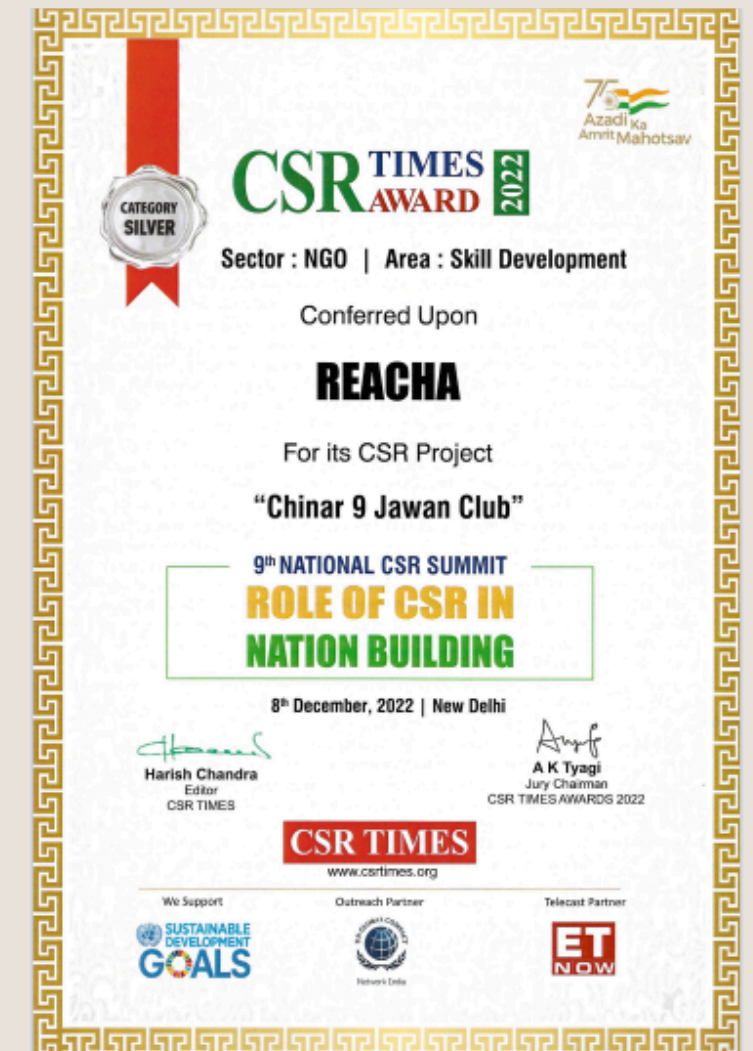 75
Azadi Ka
Amrit Mahotsav
CATEGORY
SILVER
CSR TIMES AWARD 2022
Sector : NGO | Area : Skill Development
Conferred Upon
REACHA
For its CSR Project
“Chinar 9 Jawan Club”
9th NATIONAL CSR SUMMIT
ROLE OF CSR IN
NATION BUILDING
8th December, 2022 | New Delhi
Harish Chandra
Editor
CSR TIMES
A K Tyagi
Jury Chairman
CSR TIMES AWARDS 2022
CSR TIMES
www.csrtimes.org
We Support
SUSTAINABLE
DEVELOPMENT
GOALS
Outreach Partner
Network India
Telecast Partner
ET
NOW